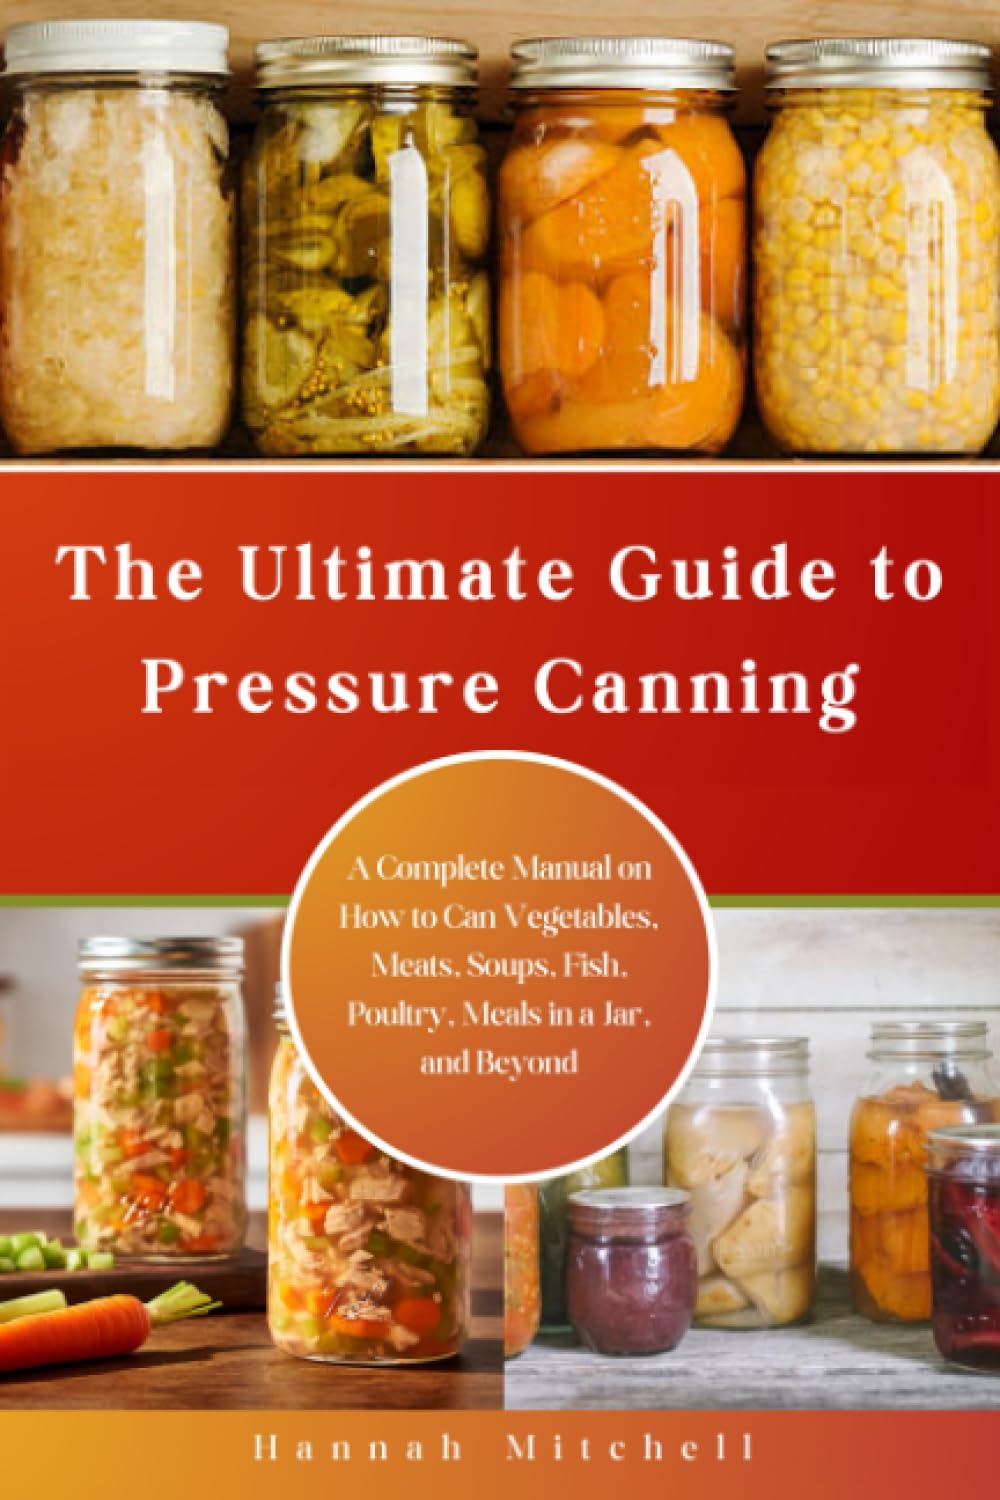 The Ultimate Guide to
Pressure Canning
A Complete Manual on
How to Can Vegetables,
Meats, Soups, Fish,
Poultry, Meals in a Jar,
and Beyond
Hannah Mitchell